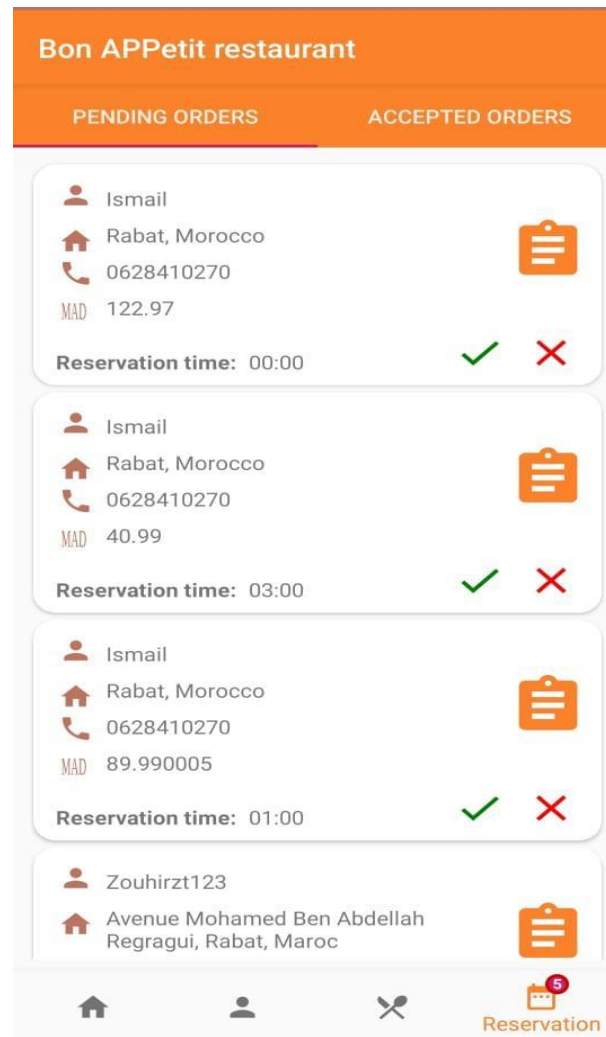 Bon APPetit restaurant
PENDING ORDERS ACCEPTED ORDERS
Ismail
Rabat, Morocco
0628410270
MAD 122.97
Reservation time: 00:00
Ismail
Rabat, Morocco
0628410270
MAD 40.99
Reservation time: 03:00
Ismail
Rabat, Morocco
0628410270
MAD 89.990005
Reservation time: 01:00
Zouhirzt123
Avenue Mohamed Ben Abdellah
Regragui, Rabat, Maroc
5
Reservation